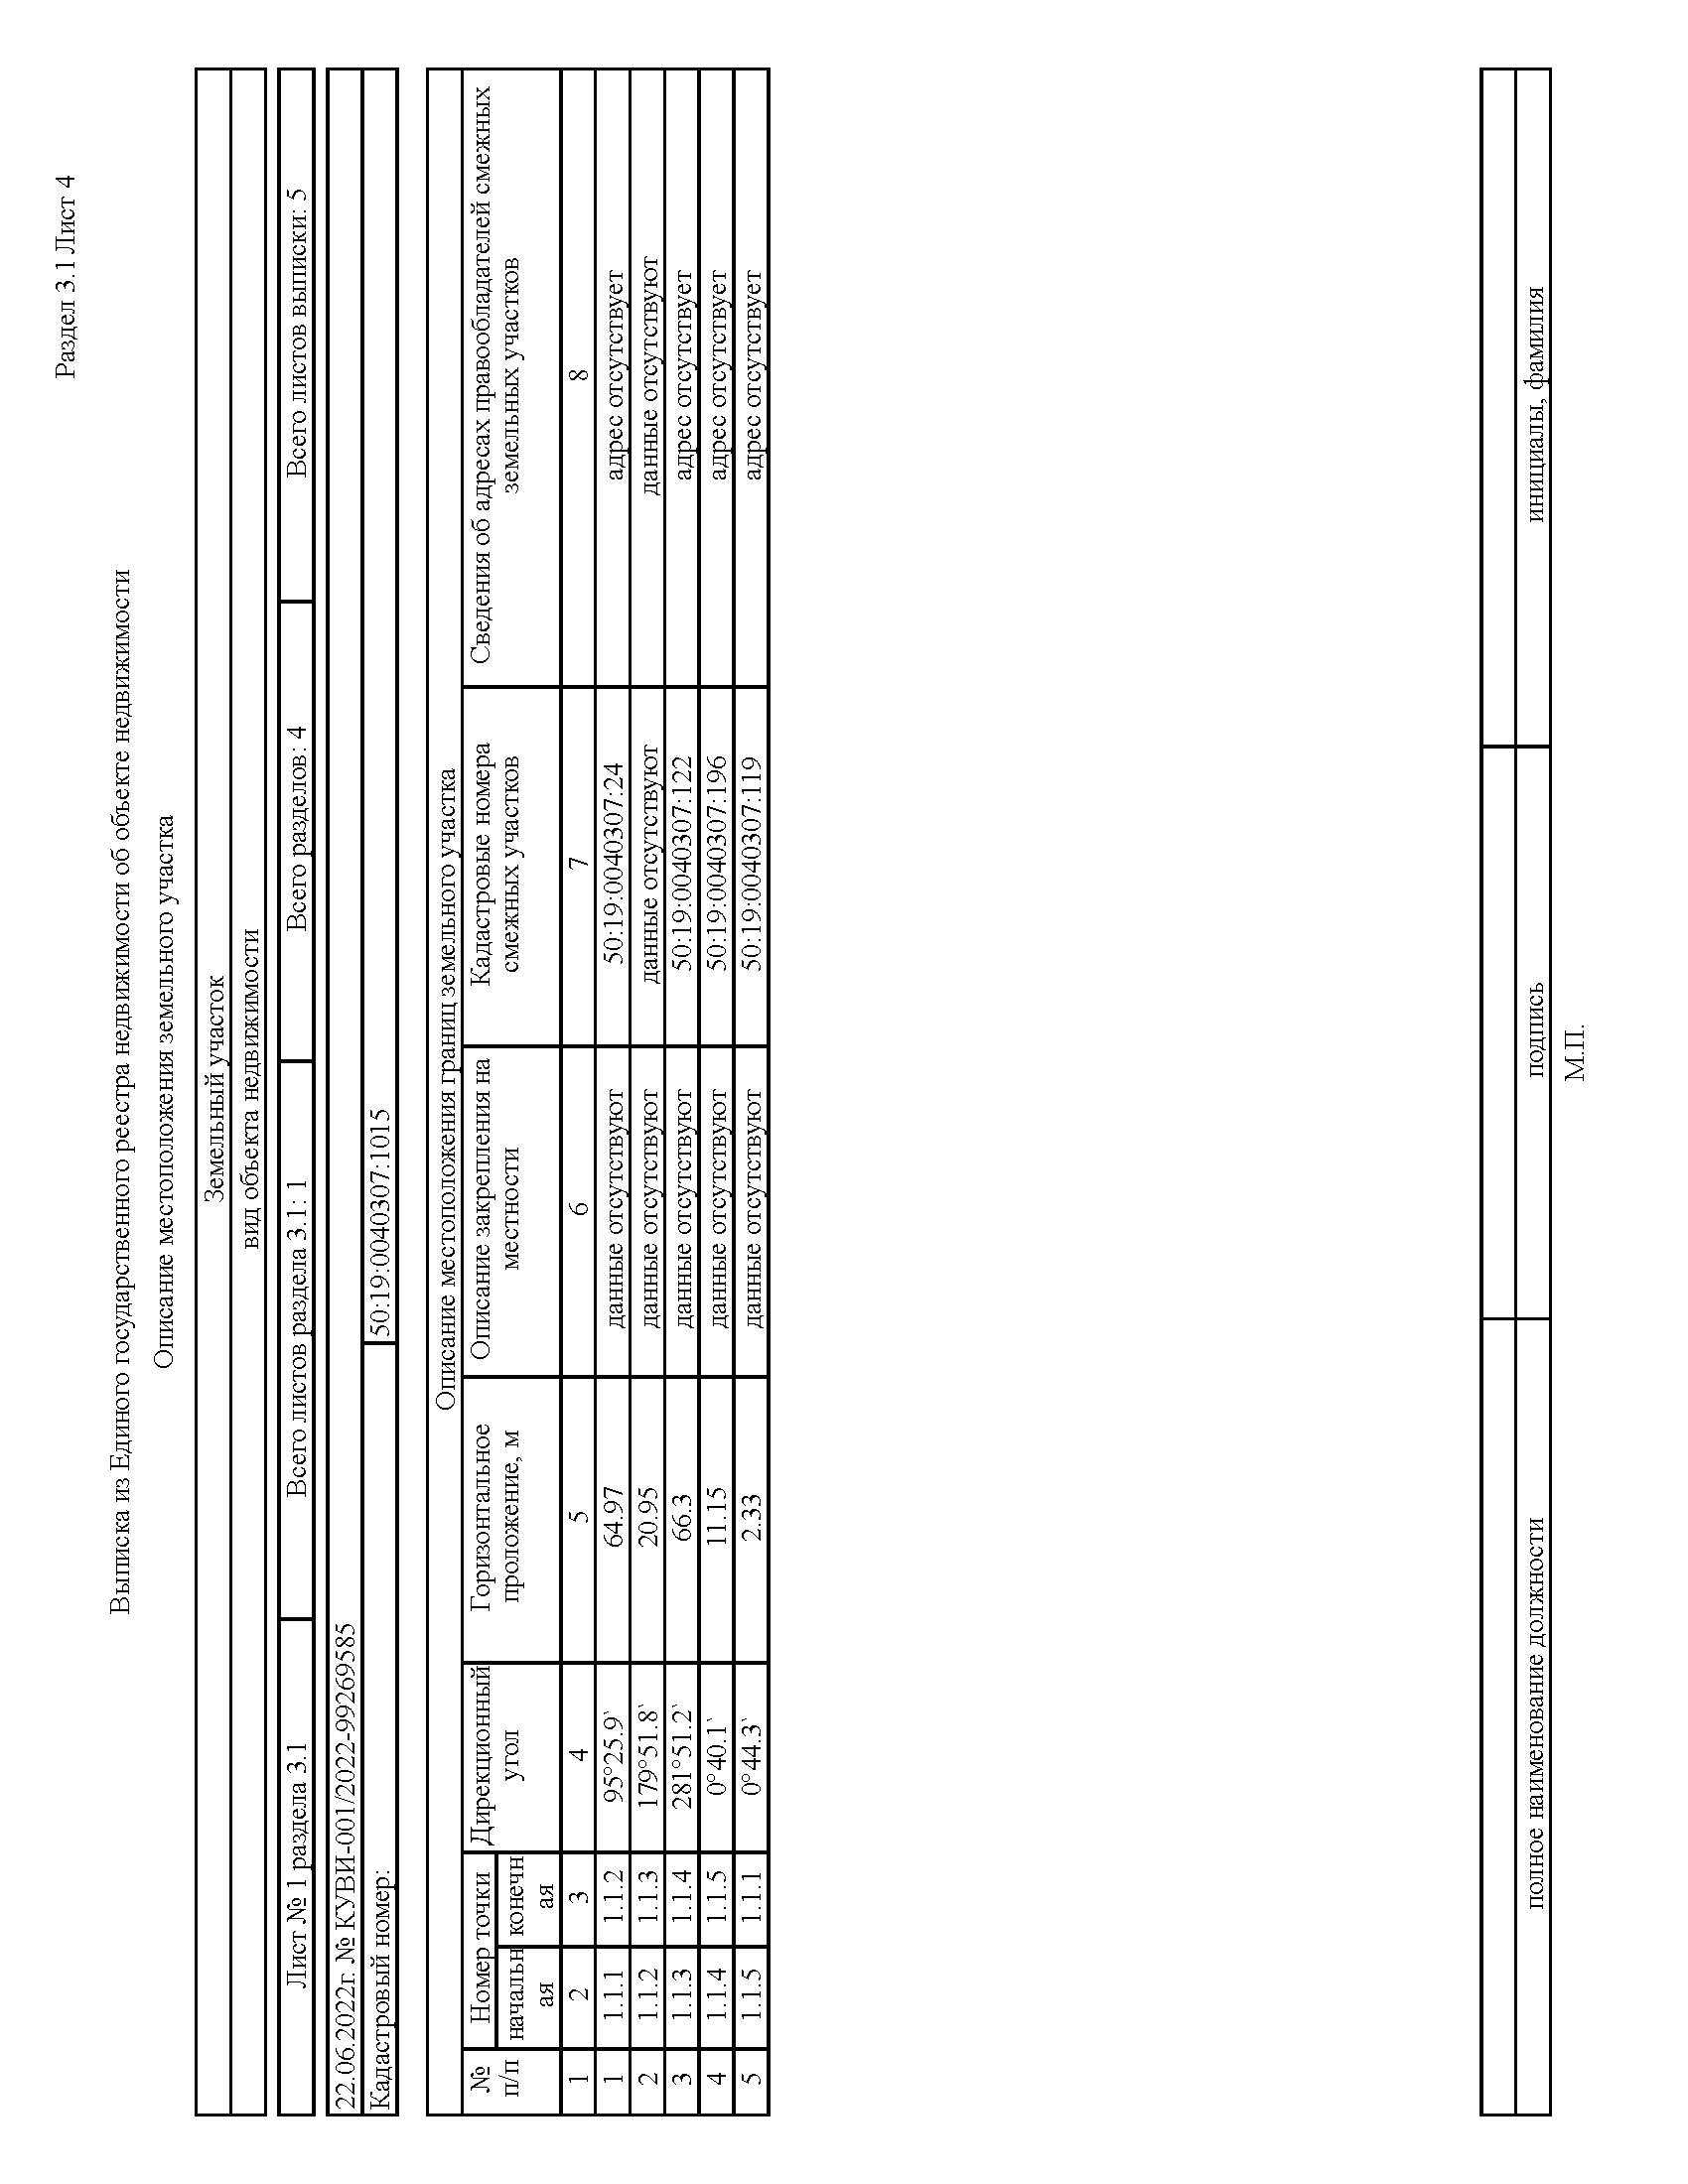 Раздел 3.1 Лист 4
Выписка из Единого государственного реестра недвижимости об объекте недвижимости
Описание местоположения земельного участка
Земельный участок
вид объекта недвижимости
Лист № 1 раздела 3.1 Всего листов раздела 3.1: 1 Всего разделов: 4 Всего листов выписки: 5
22.06.2022г. № КУВИ-001/2022-99269585
Кадастровый номер: 50:19:0040307:1015
Описание местоположения границ земельного участка
№ Номер точки Дирекционный Горизонтальное Описание закрепления на Кадастровые номера Сведения об адресах правообладателей смежных
п/п начальн конечн угол проложение, м местности смежных участков земельных участков
ая ая
1 2 3 4 5 6 7 8
1 1.1.1 1.1.2 95°25.9` 64.97 данные отсутствуют 50:19:0040307:24 адрес отсутствует
2 1.1.2 1.1.3 179°51.8` 20.95 данные отсутствуют данные отсутствуют данные отсутствуют
3 1.1.3 1.1.4 281°51.2` 66.3 данные отсутствуют 50:19:0040307:122 адрес отсутствует
4 1.1.4 1.1.5 0°40.1` 11.15 данные отсутствуют 50:19:0040307:196 адрес отсутствует
5 1.1.5 1.1.1 0°44.3` 2.33 данные отсутствуют 50:19:0040307:119 адрес отсутствует
полное наименование должности подпись инициалы, фамилия
М.П.